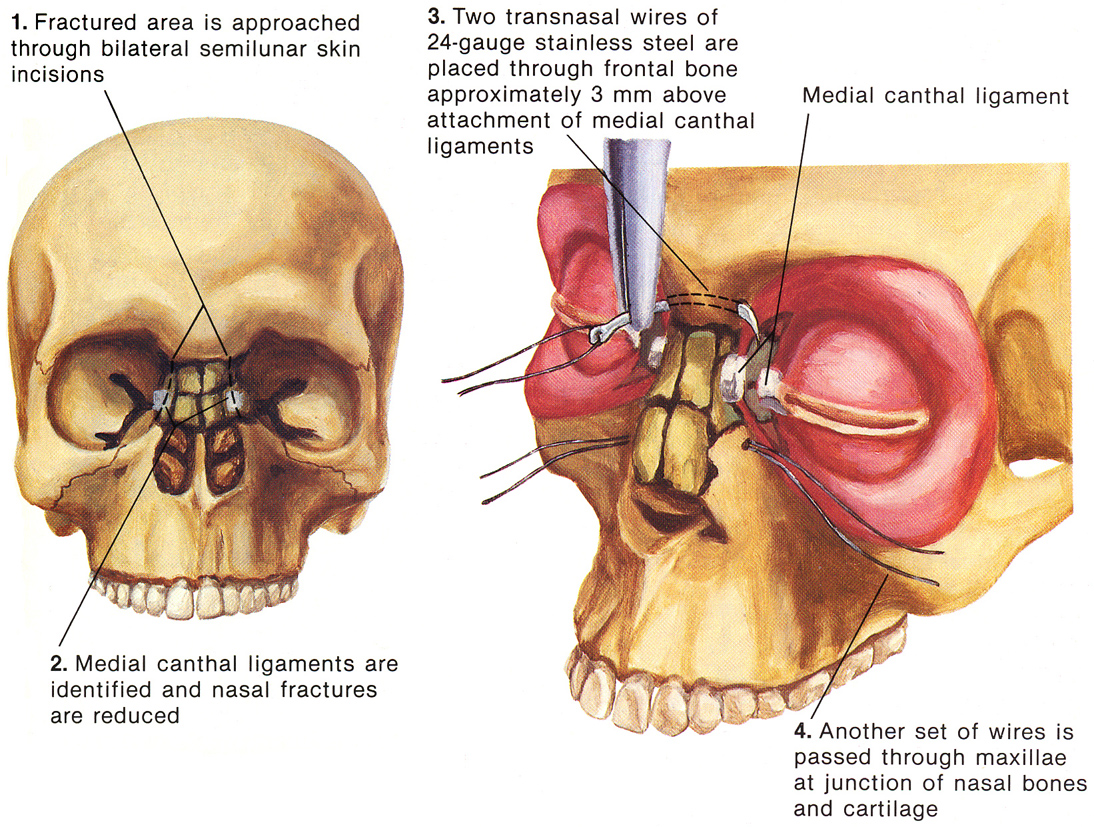 1. Fractured area is approached
through bilateral semilunar skin
incisions
2. Medial canthal ligaments are
identified and nasal fractures
are reduced
3. Two transnasal wires of
24-gauge stainless steel are
placed through frontal bone
approximately 3 mm above
attachment of medial canthal
ligaments
Medial canthal ligament
4. Another set of wires is
passed through maxillae
at junction of nasal bones
and cartilage